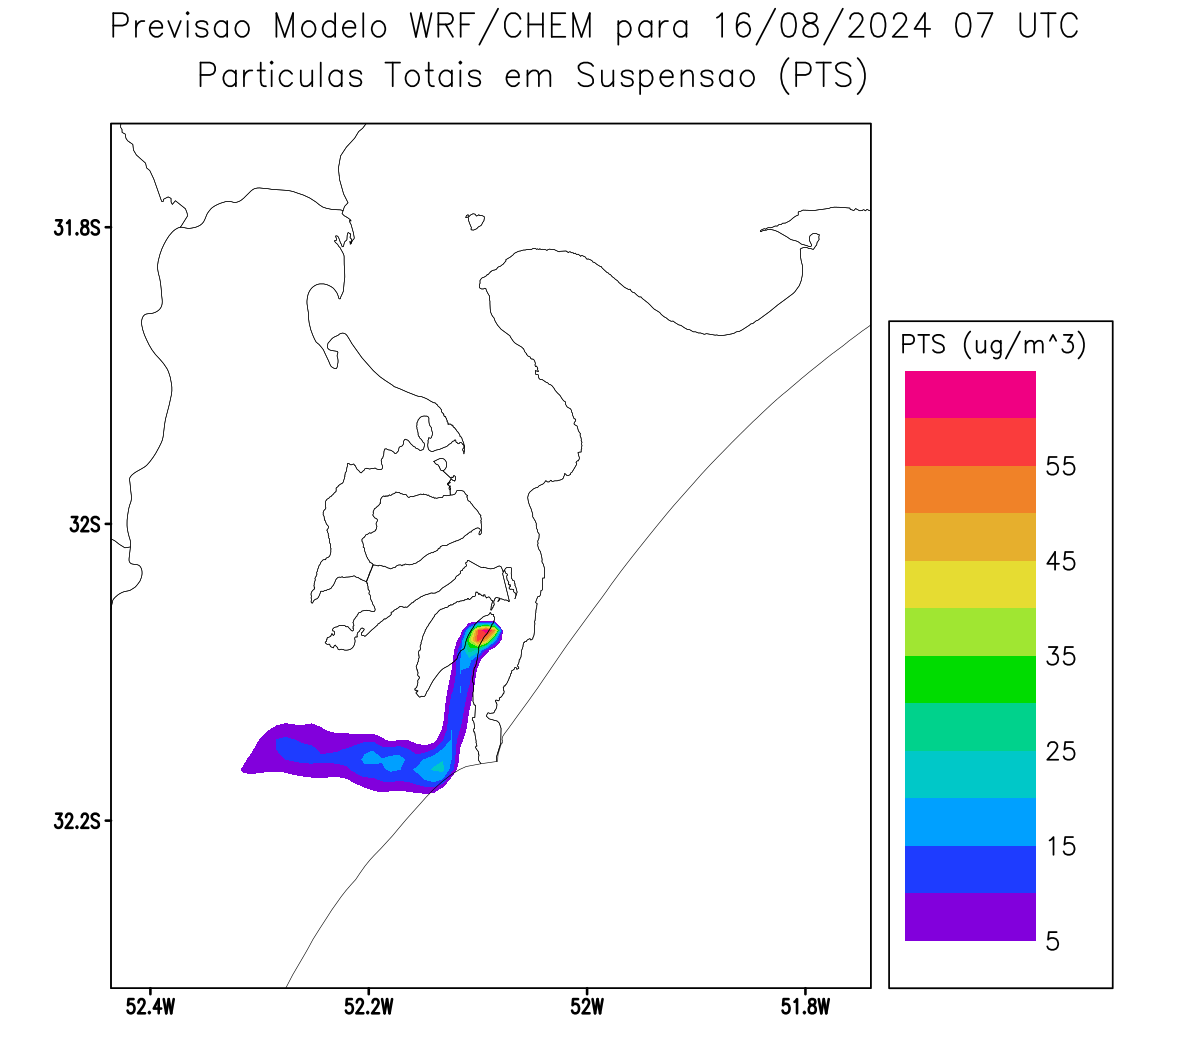 Previsao Modelo WRF/CHEM para 16/08/2024 07 UTC
Particulas Totais em Suspensao (PTS)
31.8S
32S
32.2S
52.4W
52.2W
52W
51.8W
PTS (ug/m^3)
55
45
35
25
15
5